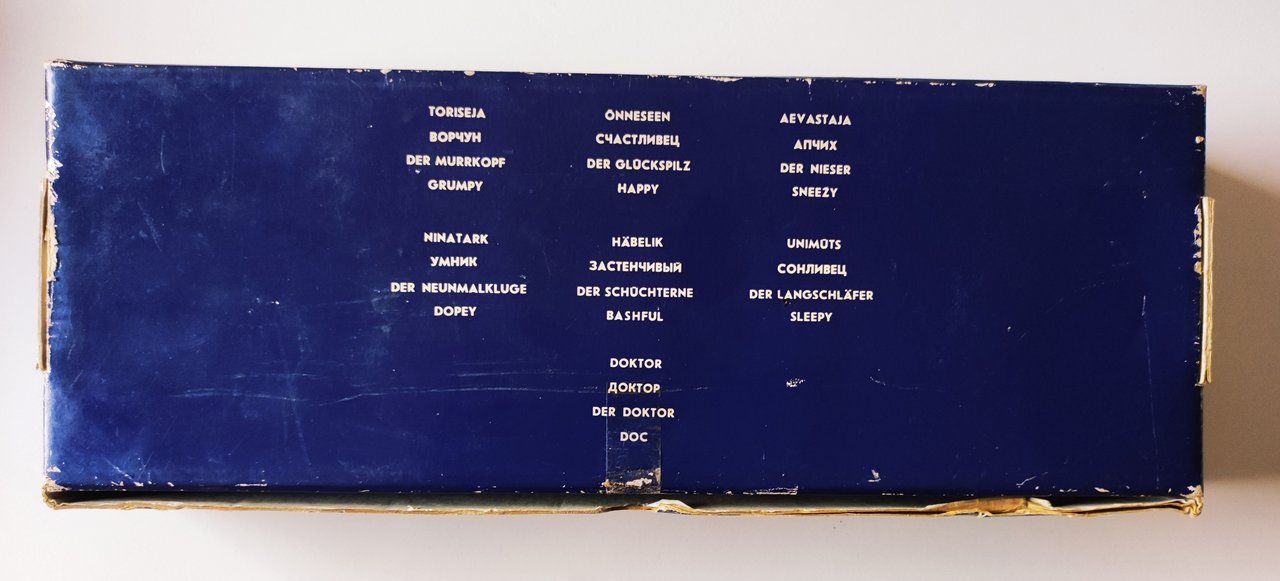 TORISEJA
ВОРЧУН
DER MURRKOPF
GRUMPY
ÕNNESEEN
СЧАСТЛИВЕЦ
DER GLÜCKSPILZ
HAPPY
AEVASTAJA
АПЧИХ
DER NIESER
SNEEZY
NINATARK
УМНИК
DER NEUNMALKLUGE
DOPEY
HÄBELIK
ЗАСТЕНЧИВЫЙ
DER SCHÜCHTERNE
BASHFUL
UNIMÜTS
СОНЛИВЕЦ
DER LANGSCHLÄFER
SLEEPY
DOKTOR
ДОКТОР
DER DOKTOR
DOC